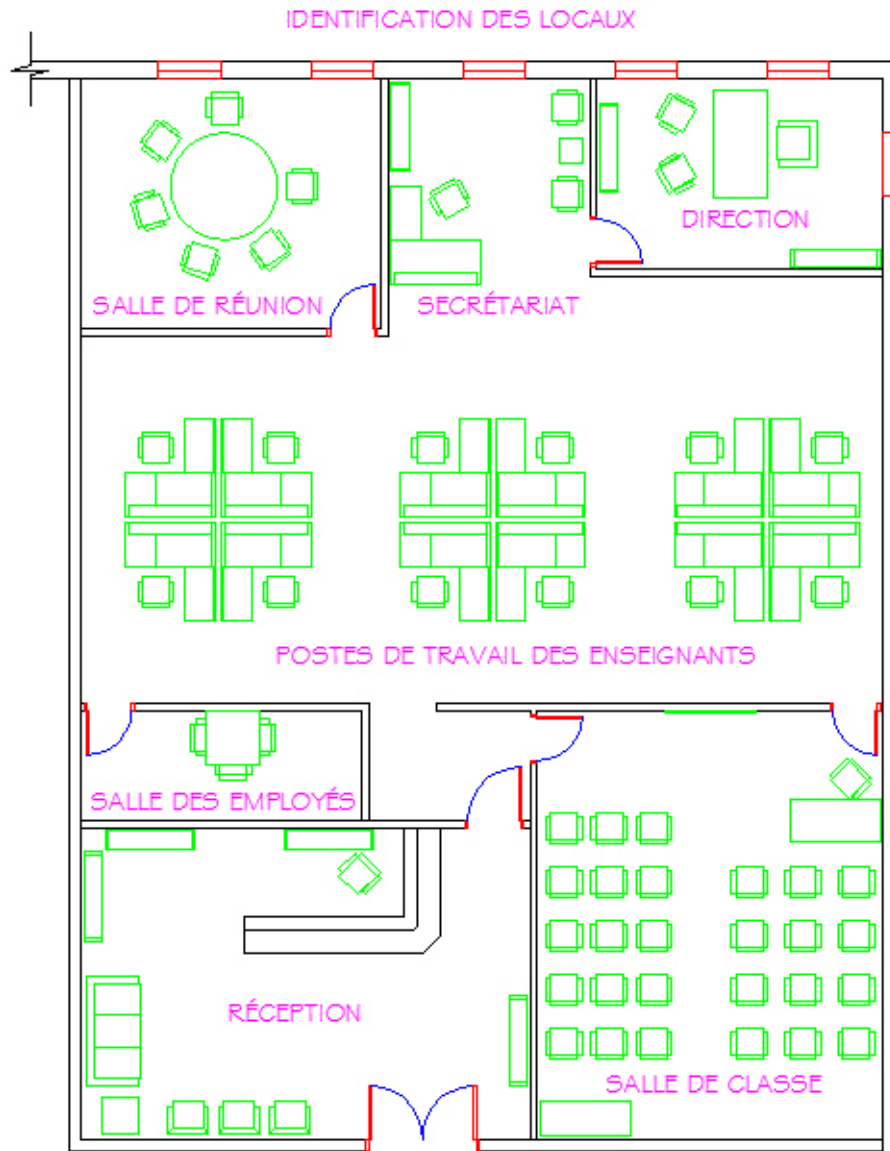 IDENTIFICATION DES LOCAUX
DIRECTION
SALLE DE RÉUNION
SECRÉTARIAT
POSTES DE TRAVAIL DES ENSEIGNANTS
SALLE DES EMPLOYÉS
RÉCEPTION
SALLE DE CLASSE